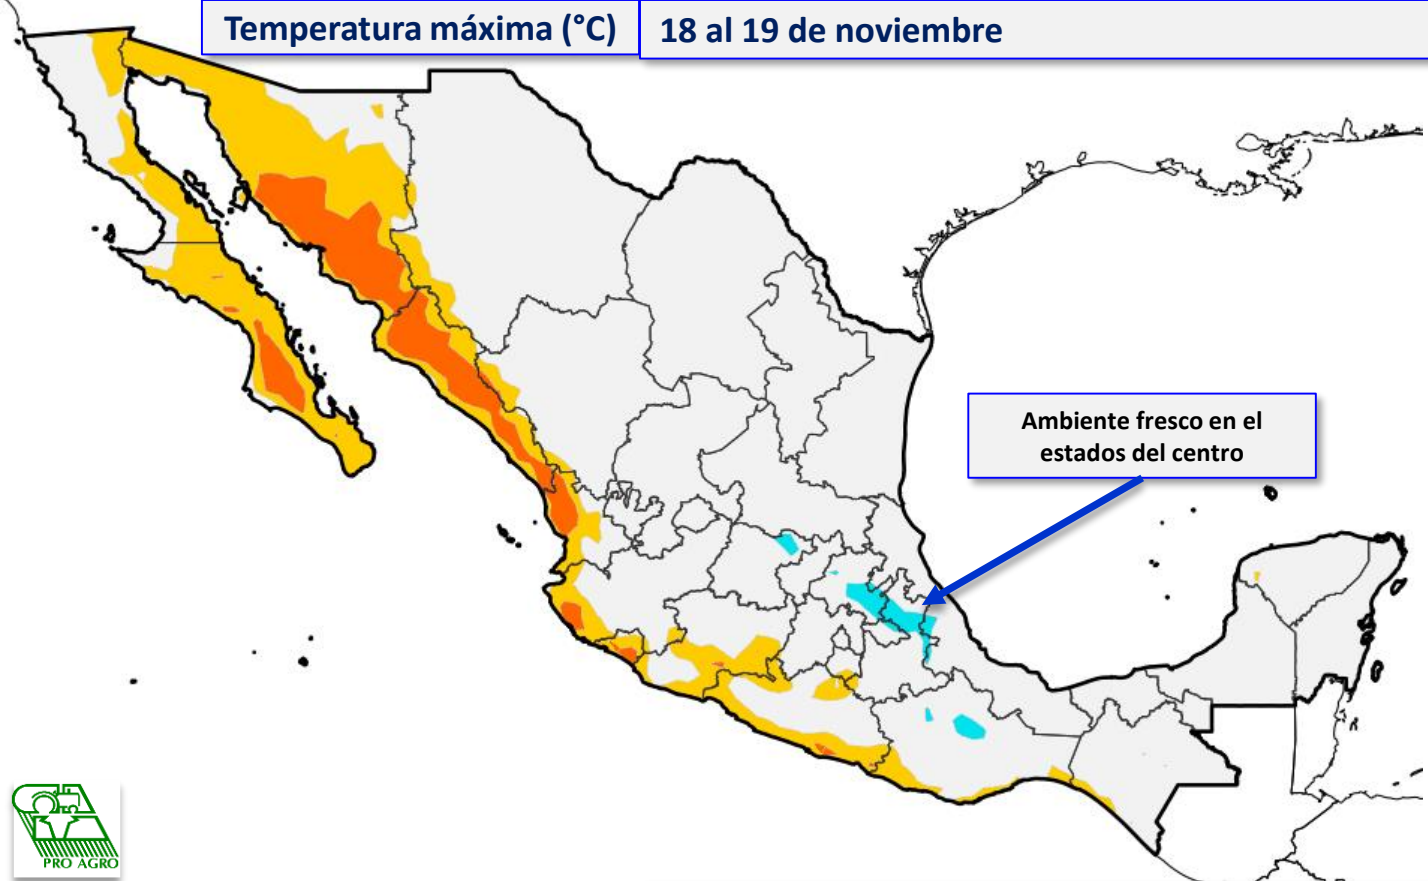 Temperatura máxima (°C)
18 al 19 de noviembre
Ambiente fresco en el
estados del centro
PRO AGRO